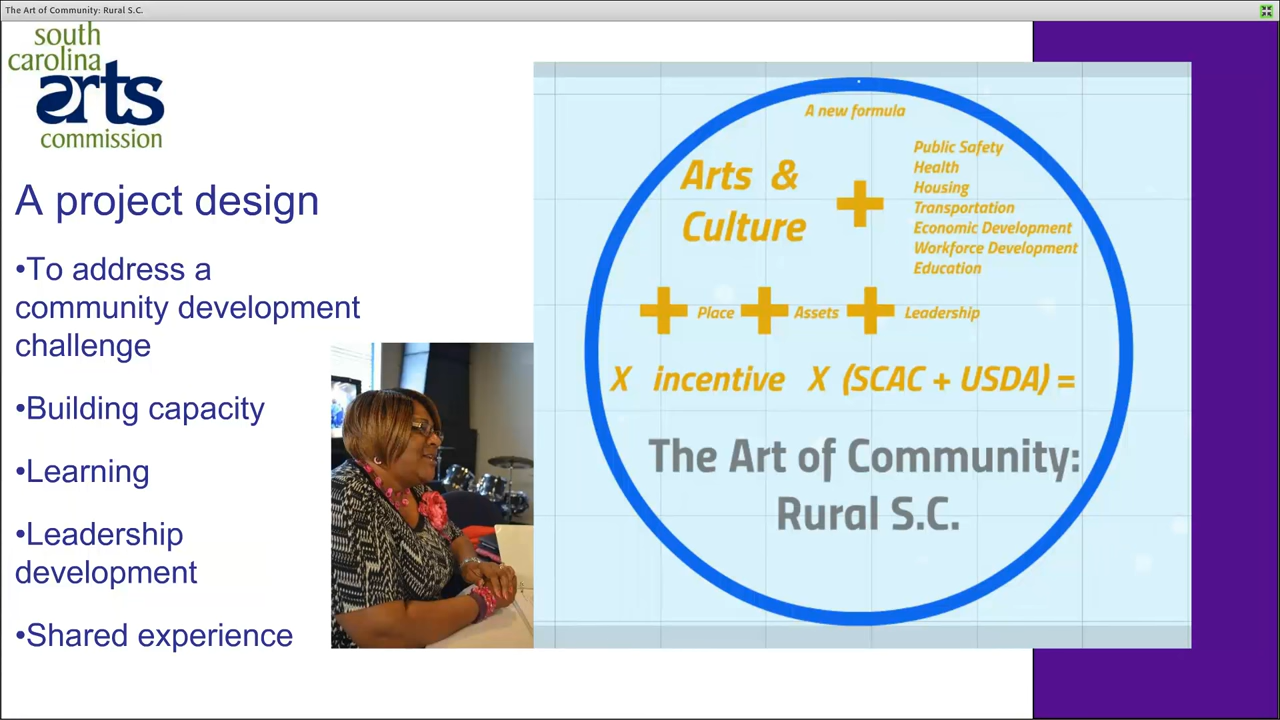 The Art of Community: Rural S.C.
south
carolina
arts
commission
A project design
•To address a
community development
challenge
•Building capacity
•Learning
•Leadership
development
•Shared experience
A new formula
Arts &
Culture
+
Public Safety
Health
Housing
Transportation
Economic Development
Workforce Development
Education
+ Place + Assets + Leadership
X incentive X (SCAC + USDA) =
The Art of Community:
Rural S.C.